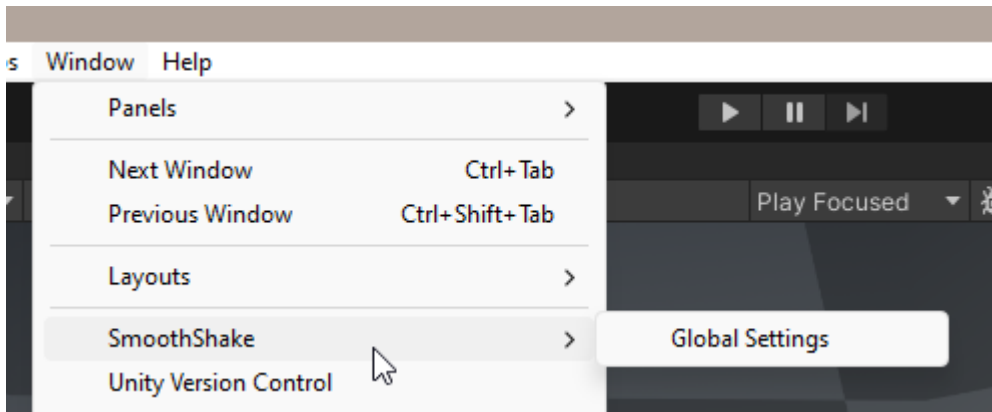 Window Help
Panels
Next Window Ctrl+Tab
Play Focused
Previous Window Ctrl+Shift+Tab
Layouts
SmoothShake
Global Settings
Unity Version Control